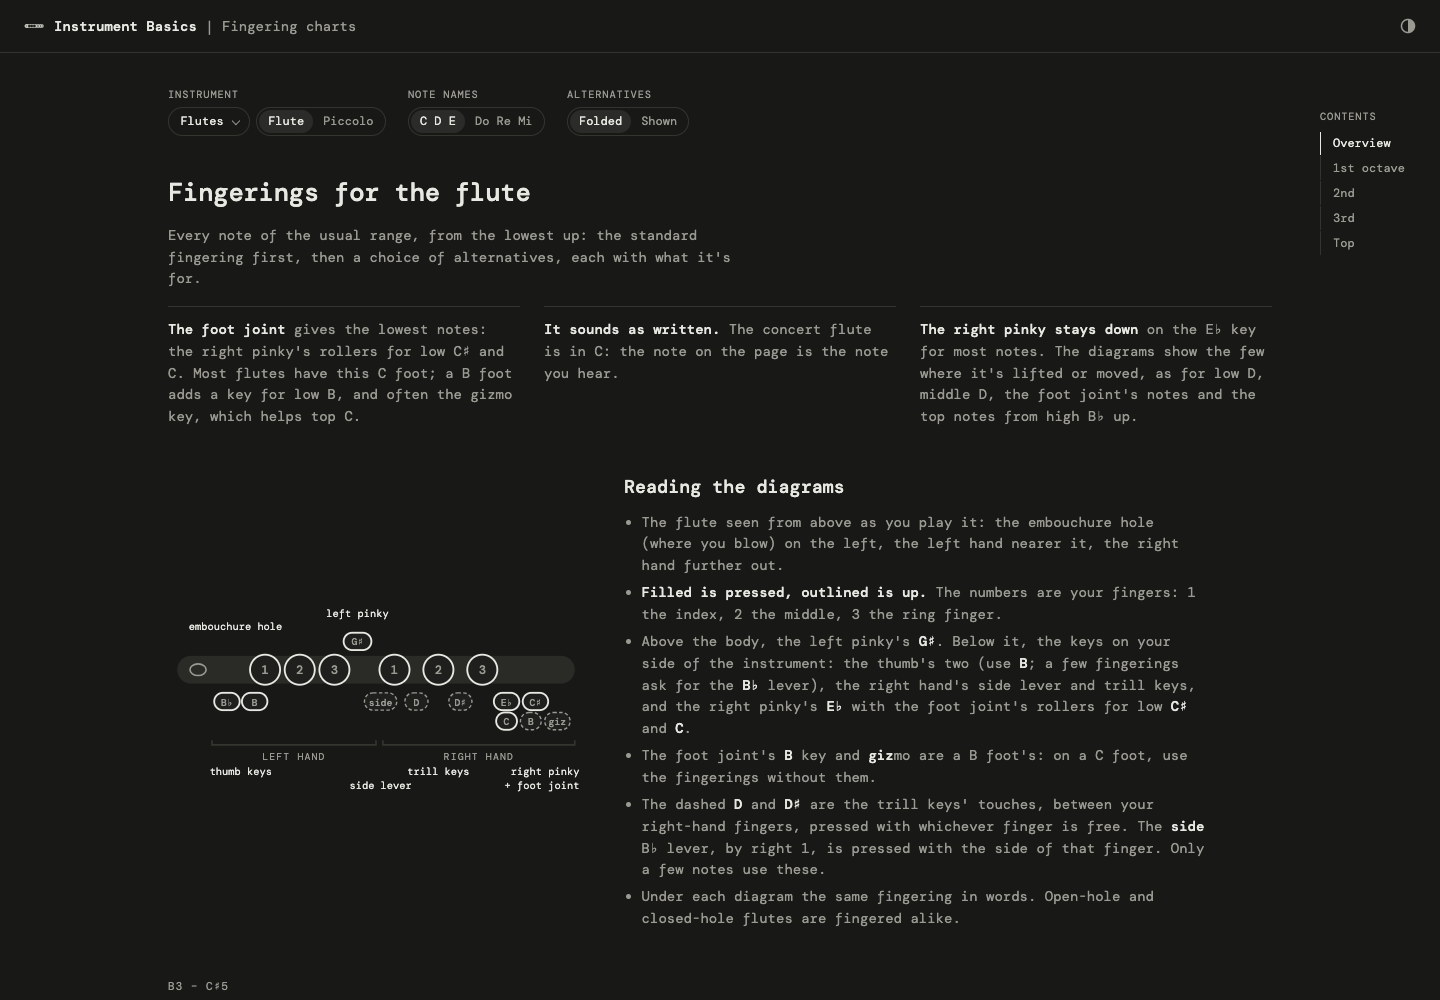 Instrument Basics | Fingering charts
INSTRUMENT
Flutes
Flute Piccolo
NOTE NAMES
C D E Do Re Mi
ALTERNATIVES
Folded Shown
CONTENTS
Overview
1st octave
2nd
3rd
Top
Fingerings for the flute
Every note of the usual range, from the lowest up: the standard
fingering first, then a choice of alternatives, each with what it's
for.
The foot joint gives the lowest notes:
the right pinky's rollers for low C♯ and
C. Most flutes have this C foot; a B foot
adds a key for low B, and often the gizmo
key, which helps top C.
It sounds as written. The concert flute
is in C: the note on the page is the note
you hear.
The right pinky stays down on the E♭ key
for most notes. The diagrams show the few
where it's lifted or moved, as for low D,
middle D, the foot joint's notes and the
top notes from high B♭ up.
left pinky
embouchure hole
G♯
1 2 3 1 2 3
B♭ B side D D♯ E♭ C♯
C B giz
LEFT HAND RIGHT HAND
thumb keys trill keys right pinky
side lever + foot joint
Reading the diagrams
• The flute seen from above as you play it: the embouchure hole
(where you blow) on the left, the left hand nearer it, the right
hand further out.
• Filled is pressed, outlined is up. The numbers are your fingers: 1
the index, 2 the middle, 3 the ring finger.
• Above the body, the left pinky's G♯. Below it, the keys on your
side of the instrument: the thumb's two (use B; a few fingerings
ask for the B♭ lever), the right hand's side lever and trill keys,
and the right pinky's E♭ with the foot joint's rollers for low C♯
and C.
• The foot joint's B key and gizmo are a B foot's: on a C foot, use
the fingerings without them.
• The dashed D and D♯ are the trill keys' touches, between your
right-hand fingers, pressed with whichever finger is free. The side
B♭ lever, by right 1, is pressed with the side of that finger. Only
a few notes use these.
• Under each diagram the same fingering in words. Open-hole and
closed-hole flutes are fingered alike.
B3 – C♯5